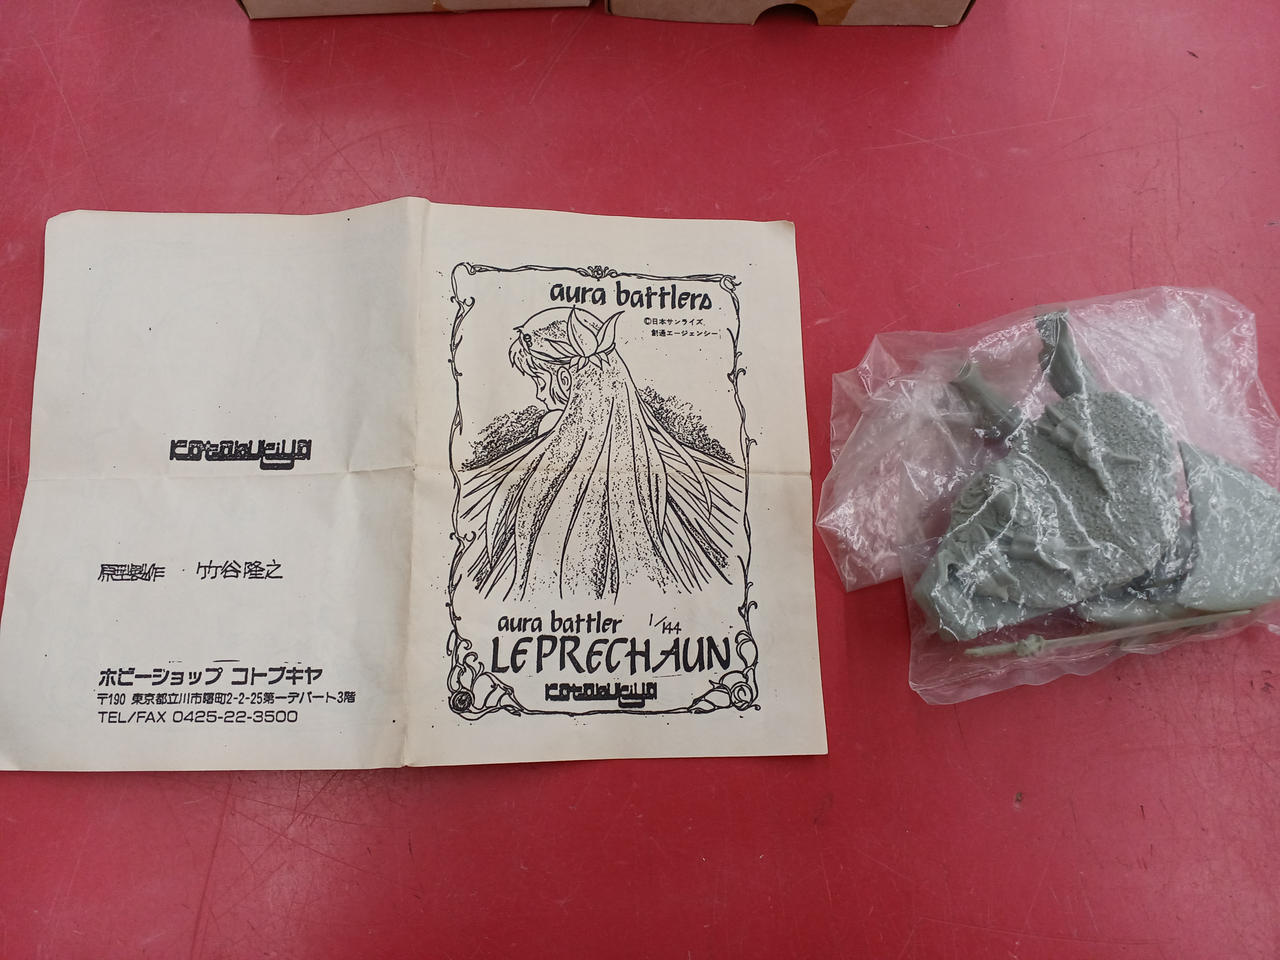 kotobukiya
原型製作 竹谷隆之
ホビーショップ コトブキヤ
〒190 東京都立川市曙町2-2-25第一デパート3階
TEL/FAX 0425-22-3500
aura battlers
©日本サンライズ,
創通エージェンシー
aura battler 1/144
LEPRECHAUN
kotobukiya